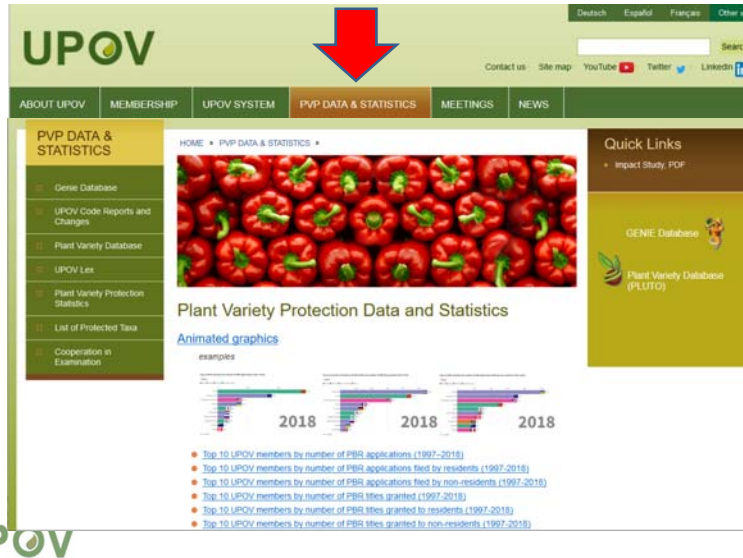 Deutsch Español Français Other
UPOV
Searc
Contact us Site map YouTube Twitter LinkedIn in
ABOUT UPOV MEMBERSHIP UPOV SYSTEM PVP DATA & STATISTICS MEETINGS NEWS
PVP DATA &
STATISTICS
Genie Database
UPOV Code Reports and
Changes
Plant Variety Database
UPOV Lex
Plant Variety Protection
Statistics
List of Protected Taxa
Cooperation in
Examination
HOME PVP DATA & STATISTICS
Plant Variety Protection Data and Statistics
Animated graphics
examples
2018 2018 2018
Top 10 UPOV members by number of PBR applications (1997-2018)
Top 10 UPOV members by number of PBR applications filed by residents (1997-2018)
Top 10 UPOV members by number of PBR applications filed by non-residents (1997-2018)
Top 10 UPOV members by number of PBR titles granted (1997-2018)
Top 10 UPOV members by number of PBR titles granted to residents (1997-2018)
Top 10 UPOV members by number of PBR titles granted to non-residents (1997-2018)
Quick Links
Impact Study, PDF
GENIE Database
Plant Variety Database
(PLUTO)
POV